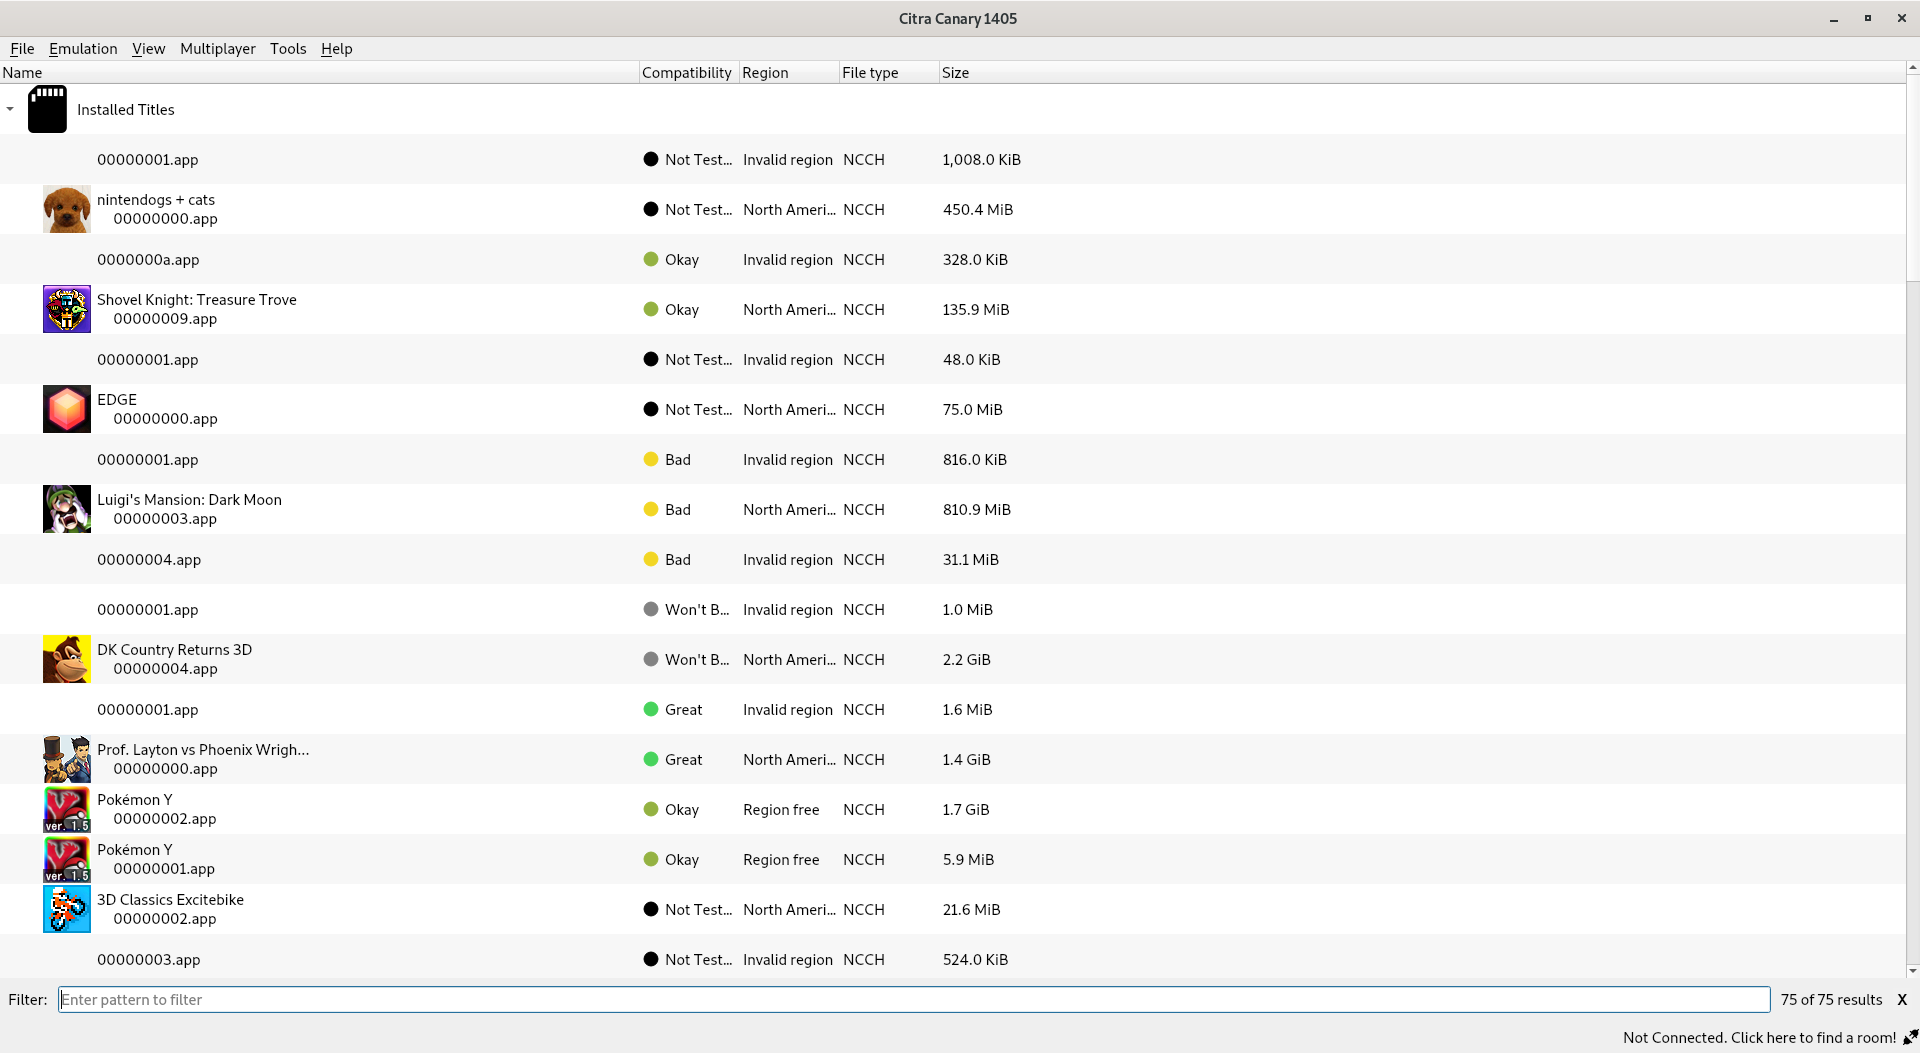 Citra Canary 1405
File Emulation View Multiplayer Tools Help
Name Compatibility Region File type Size
Installed Titles
00000001.app Not Test... Invalid region NCCH 1,008.0 KiB
nintendogs + cats
00000000.app Not Test... North Ameri... NCCH 450.4 MiB
0000000a.app Okay Invalid region NCCH 328.0 KiB
Shovel Knight: Treasure Trove
00000009.app Okay North Ameri... NCCH 135.9 MiB
00000001.app Not Test... Invalid region NCCH 48.0 KiB
EDGE
00000000.app Not Test... North Ameri... NCCH 75.0 MiB
00000001.app Bad Invalid region NCCH 816.0 KiB
Luigi's Mansion: Dark Moon
00000003.app Bad North Ameri... NCCH 810.9 MiB
00000004.app Bad Invalid region NCCH 31.1 MiB
00000001.app Won't B... Invalid region NCCH 1.0 MiB
DK Country Returns 3D
00000004.app Won't B... North Ameri... NCCH 2.2 GiB
00000001.app Great Invalid region NCCH 1.6 MiB
Prof. Layton vs Phoenix Wrigh...
00000000.app Great North Ameri... NCCH 1.4 GiB
Pokémon Y
ver. 1.5 00000002.app Okay Region free NCCH 1.7 GiB
Pokémon Y
ver. 1.5 00000001.app Okay Region free NCCH 5.9 MiB
3D Classics Excitebike
00000002.app Not Test... North Ameri... NCCH 21.6 MiB
00000003.app Not Test... Invalid region NCCH 524.0 KiB
Filter: Enter pattern to filter 75 of 75 results X
Not Connected. Click here to find a room!